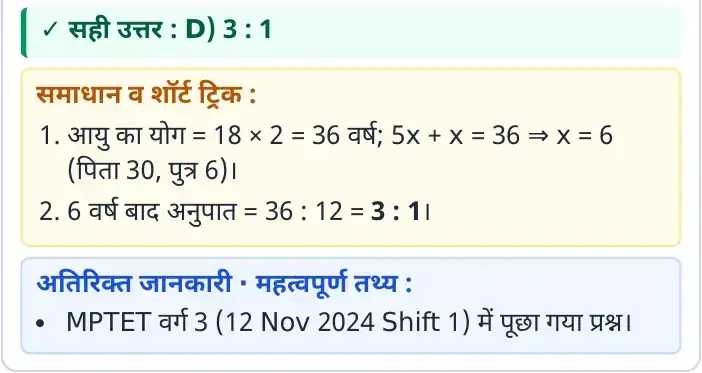 ✓ सही उत्तर : D) 3 : 1
समाधान व शॉर्ट ट्रिक :
1. आयु का योग = 18 × 2 = 36 वर्ष; 5x + x = 36 ⇒ x = 6
(पिता 30, पुत्र 6)।
2. 6 वर्ष बाद अनुपात = 36 : 12 = 3 : 1।
अतिरिक्त जानकारी · महत्वपूर्ण तथ्य :
• MPTET वर्ग 3 (12 Nov 2024 Shift 1) में पूछा गया प्रश्न।